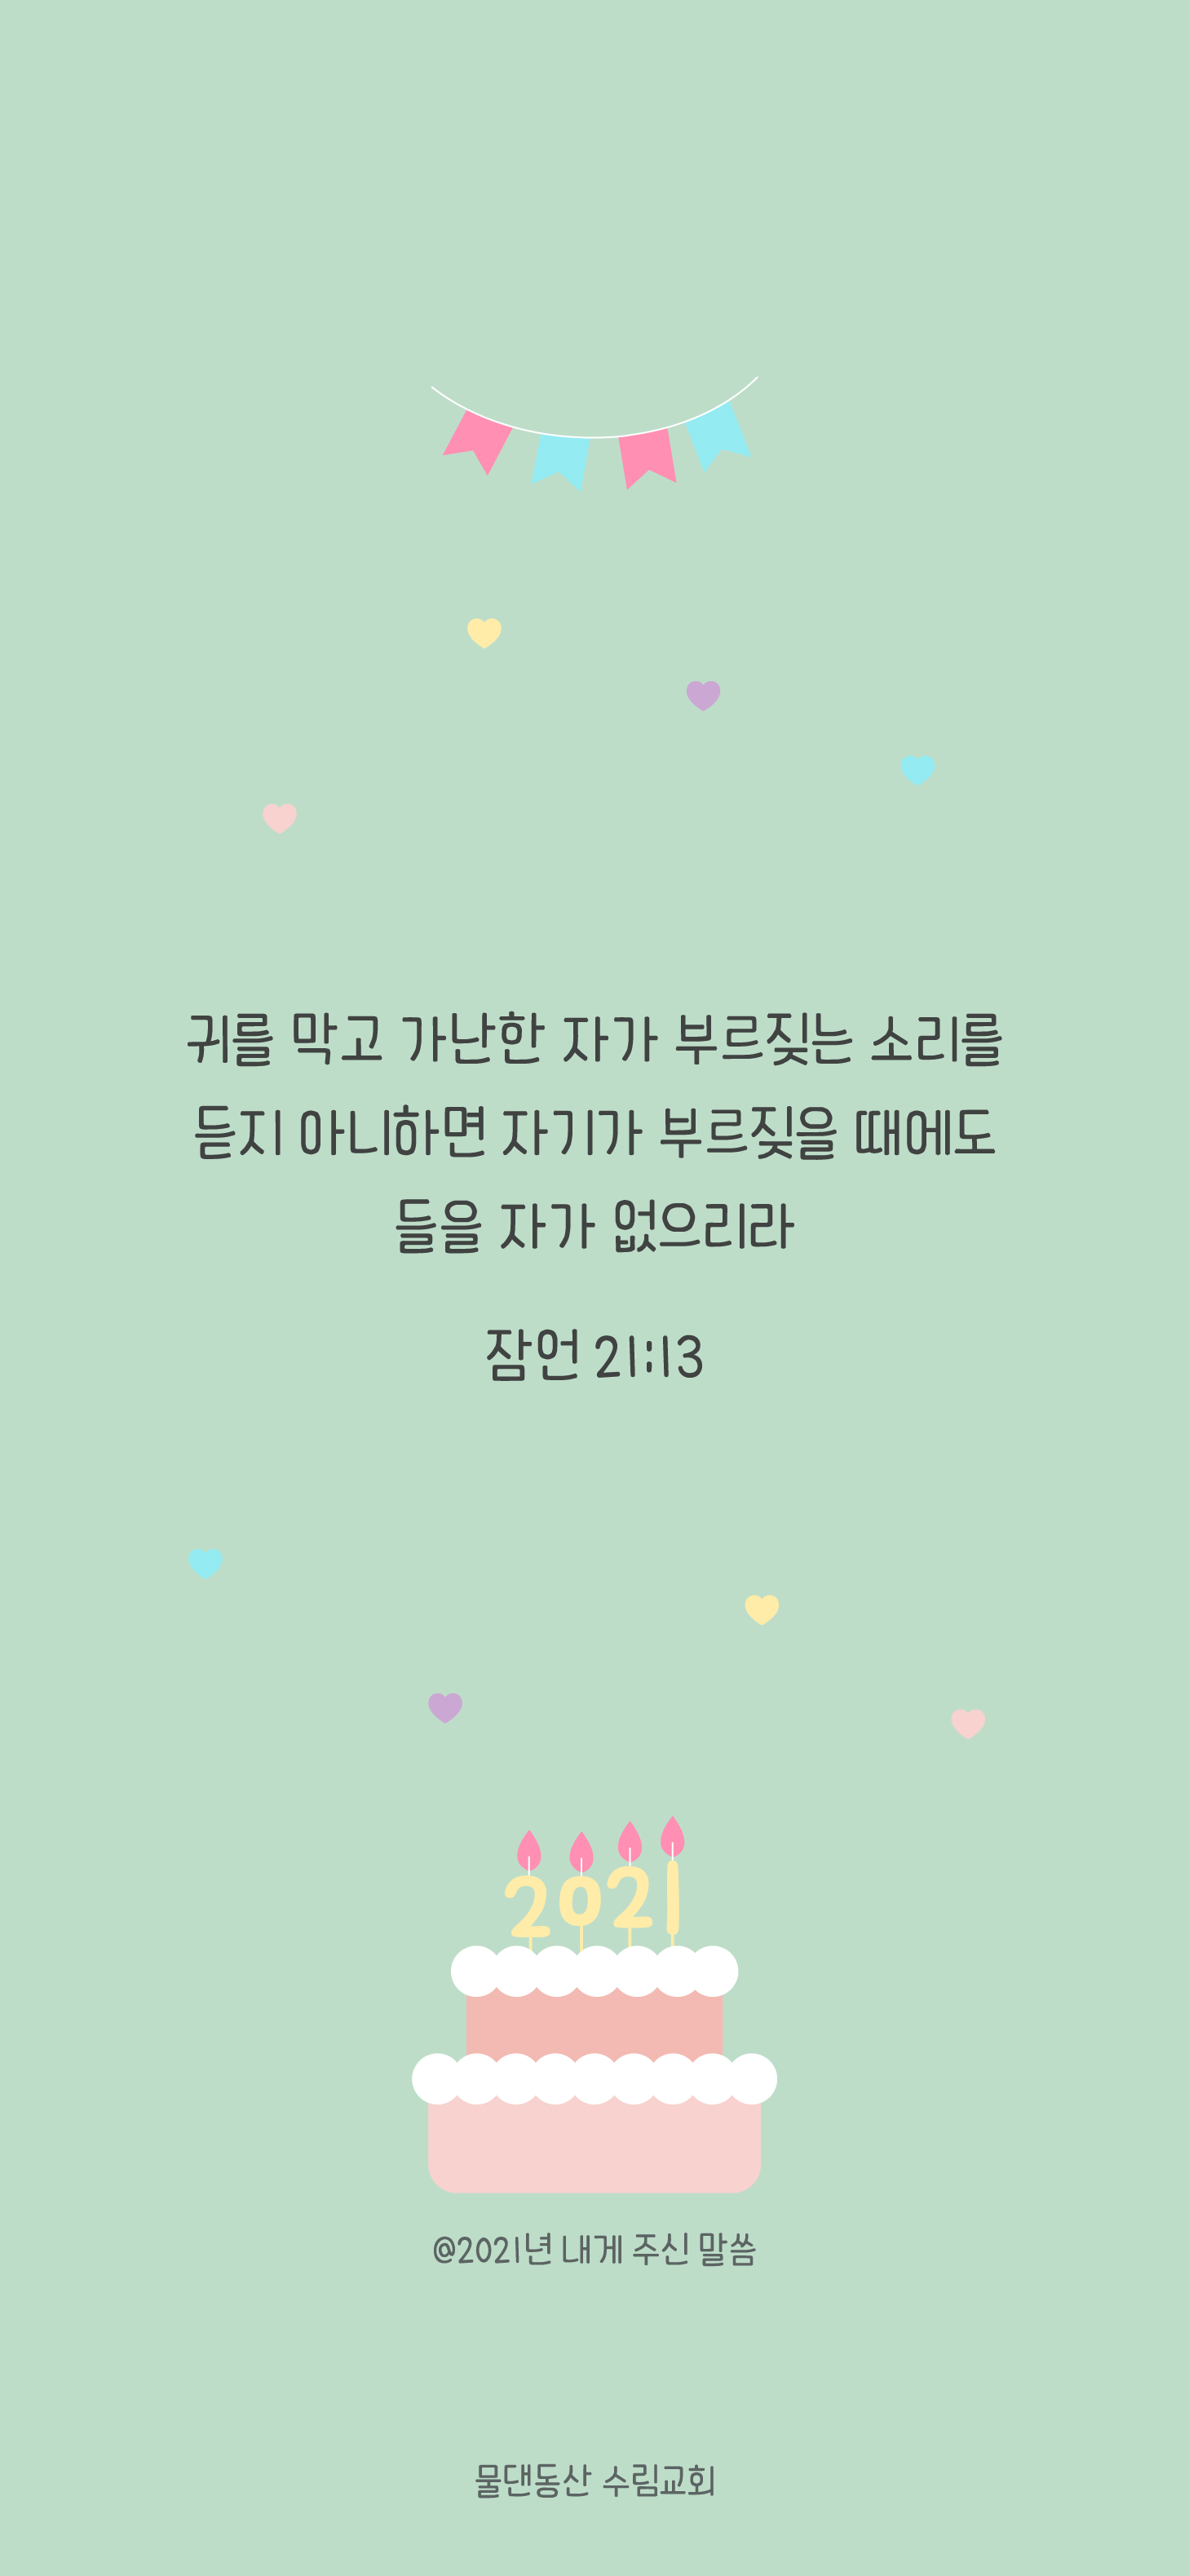 귀를 막고 가난한 자가 부르짖는 소리를
듣지 아니하면 자기가 부르짖을 때에도
들을 자가 없으리라
잠언 21:13
2021
@2021년 내게 주신 말씀
물댄동산 수림교회